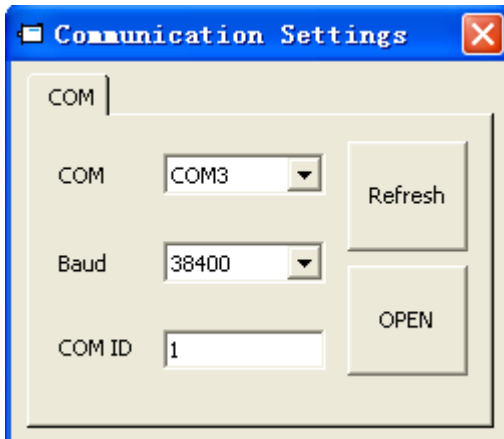 Communication Settings
COM
COM COM3
Refresh
Baud 38400
OPEN
COM ID 1